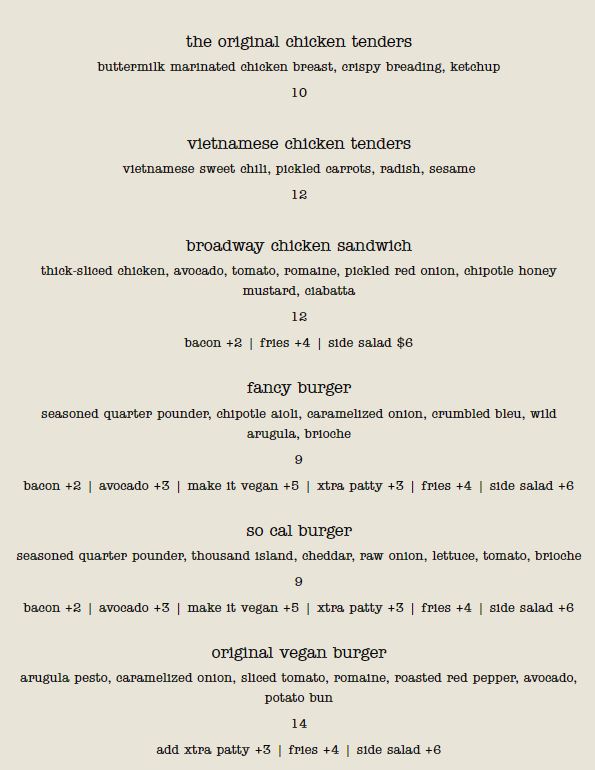 the original chicken tenders
buttermilk marinated chicken breast, crispy breading, ketchup
10
vietnamese chicken tenders
vietnamese sweet chili, pickled carrots, radish, sesame
12
broadway chicken sandwich
thick-sliced chicken, avocado, tomato, romaine, pickled red onion, chipotle honey
mustard, ciabatta
12
bacon +2 | fries +4 | side salad $6
fancy burger
seasoned quarter pounder, chipotle aioli, caramelized onion, crumbled bleu, wild
arugula, brioche
9
bacon +2 | avocado +3 | make it vegan +5 | xtra patty +3 | fries +4 | side salad +6
so cal burger
seasoned quarter pounder, thousand island, cheddar, raw onion, lettuce, tomato, brioche
9
bacon +2 | avocado +3 | make it vegan +5 | xtra patty +3 | fries +4 | side salad +6
original vegan burger
arugula pesto, caramelized onion, sliced tomato, romaine, roasted red pepper, avocado,
potato bun
14
add xtra patty +3 | fries +4 | side salad +6